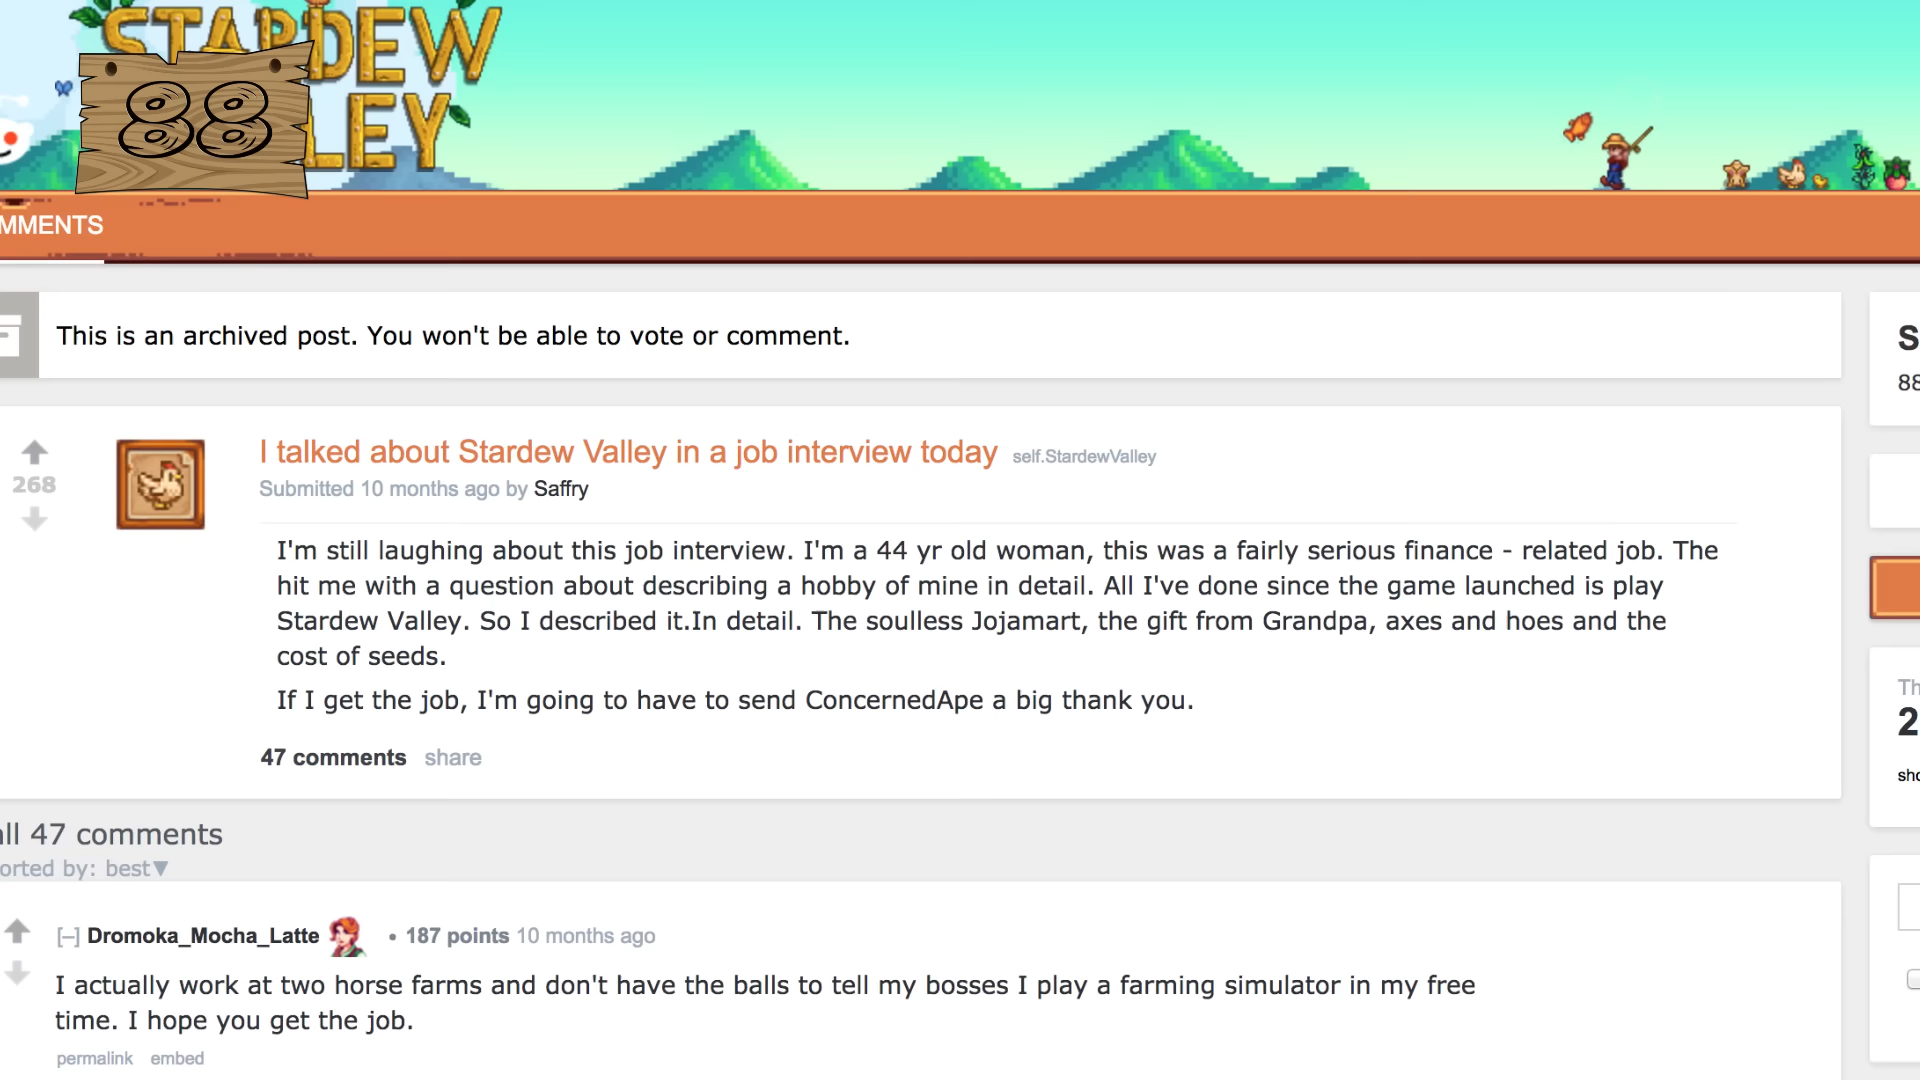 STARDEW
VALLEY
88
MMENTS
This is an archived post. You won't be able to vote or comment.
268
I talked about Stardew Valley in a job interview today self.StardewValley
Submitted 10 months ago by Saffry
I'm still laughing about this job interview. I'm a 44 yr old woman, this was a fairly serious finance - related job. The
hit me with a question about describing a hobby of mine in detail. All I've done since the game launched is play
Stardew Valley. So I described it.In detail. The soulless Jojamart, the gift from Grandpa, axes and hoes and the
cost of seeds.
If I get the job, I'm going to have to send ConcernedApe a big thank you.
47 comments share
all 47 comments
orted by: best▼
[–] Dromoka_Mocha_Latte • 187 points 10 months ago
I actually work at two horse farms and don't have the balls to tell my bosses I play a farming simulator in my free
time. I hope you get the job.
permalink embed
S
88
Th
2
sho